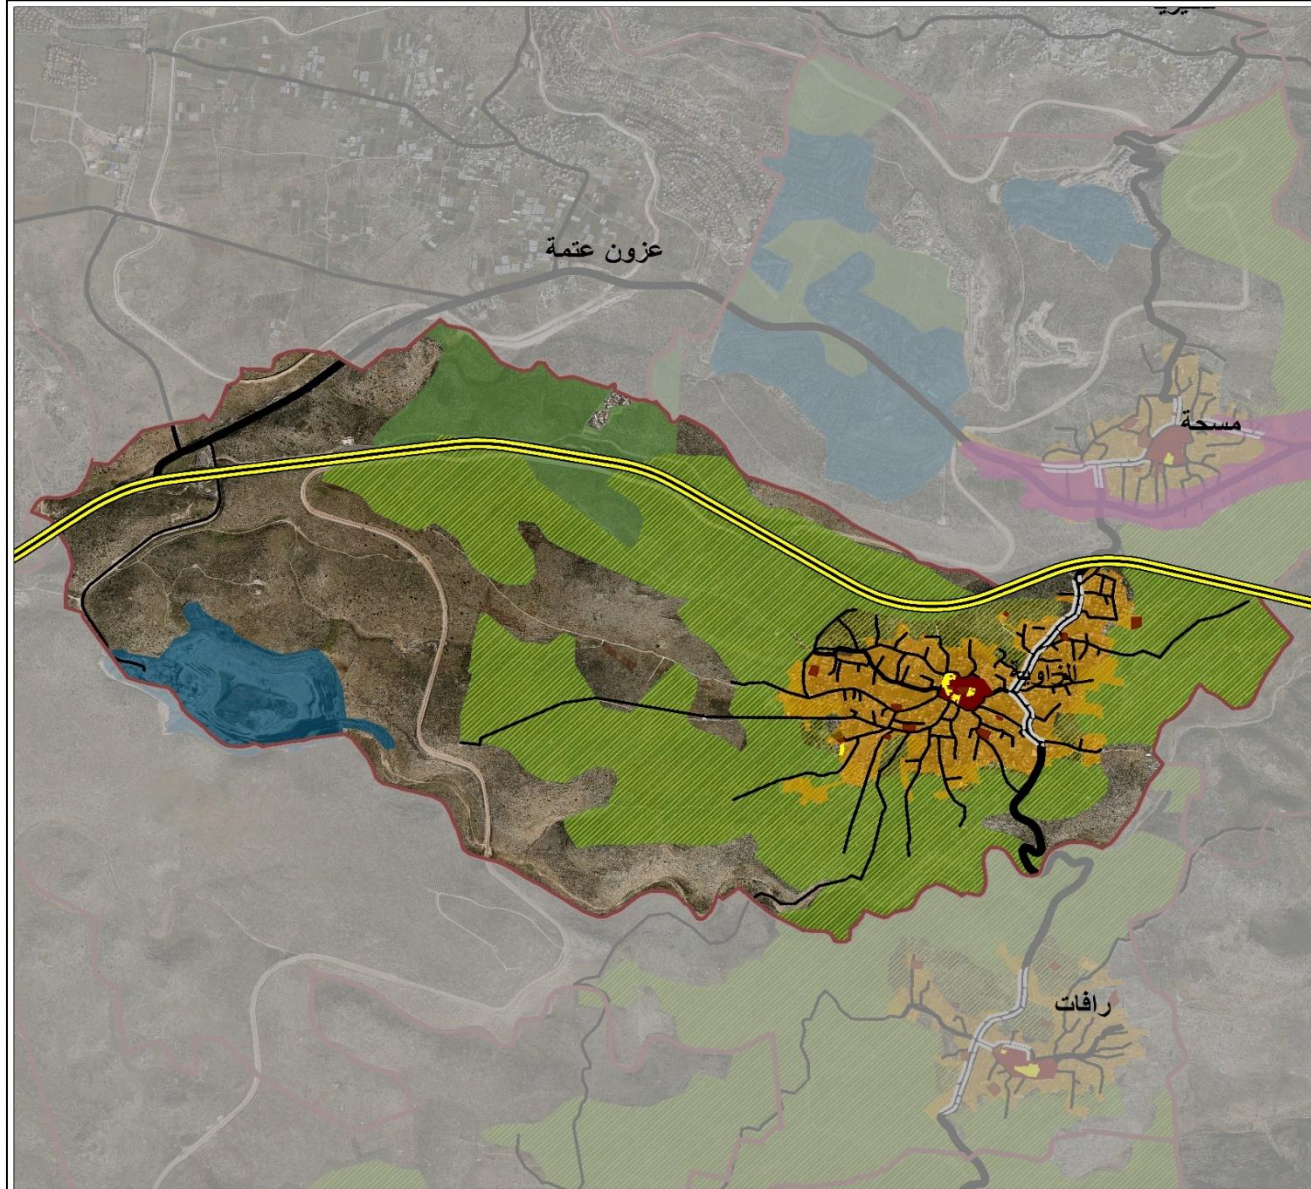 عزون عتمة
مسحة
الزاوية
رافات